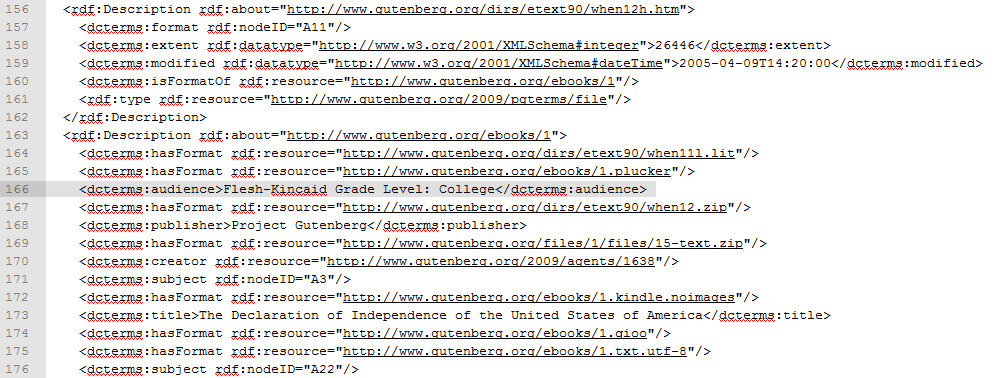 156 <rdf:Description rdf:about="http://www.gutenberg.org/dirs/etext90/when12h.htm">
157 <dcterms:format rdf:nodeID="A11"/>
158 <dcterms:extent rdf:datatype="http://www.w3.org/2001/XMLSchema#integer">26446</dcterms:extent>
159 <dcterms:modified rdf:datatype="http://www.w3.org/2001/XMLSchema#dateTime">2005-04-09T14:20:00</dcterms:modified>
160 <dcterms:isFormatOf rdf:resource="http://www.gutenberg.org/ebooks/1"/>
161 <rdf:type rdf:resource="http://www.gutenberg.org/2009/pgterms/file"/>
162 </rdf:Description>
163 <rdf:Description rdf:about="http://www.gutenberg.org/ebooks/1">
164 <dcterms:hasFormat rdf:resource="http://www.gutenberg.org/dirs/etext90/when11l.lit"/>
165 <dcterms:hasFormat rdf:resource="http://www.gutenberg.org/ebooks/1.plucker"/>
166 <dcterms:audience>Flesh-Kincaid Grade Level: College</dcterms:audience>
167 <dcterms:hasFormat rdf:resource="http://www.gutenberg.org/dirs/etext90/when12.zip"/>
168 <dcterms:publisher>Project Gutenberg</dcterms:publisher>
169 <dcterms:hasFormat rdf:resource="http://www.gutenberg.org/files/1/files/15-text.zip"/>
170 <dcterms:creator rdf:resource="http://www.gutenberg.org/2009/agents/1638"/>
171 <dcterms:subject rdf:nodeID="A3"/>
172 <dcterms:hasFormat rdf:resource="http://www.gutenberg.org/ebooks/1.kindle.noimages"/>
173 <dcterms:title>The Declaration of Independence of the United States of America</dcterms:title>
174 <dcterms:hasFormat rdf:resource="http://www.gutenberg.org/ebooks/1.qioo"/>
175 <dcterms:hasFormat rdf:resource="http://www.gutenberg.org/ebooks/1.txt.utf-8"/>
176 <dcterms:subject rdf:nodeID="A22"/>